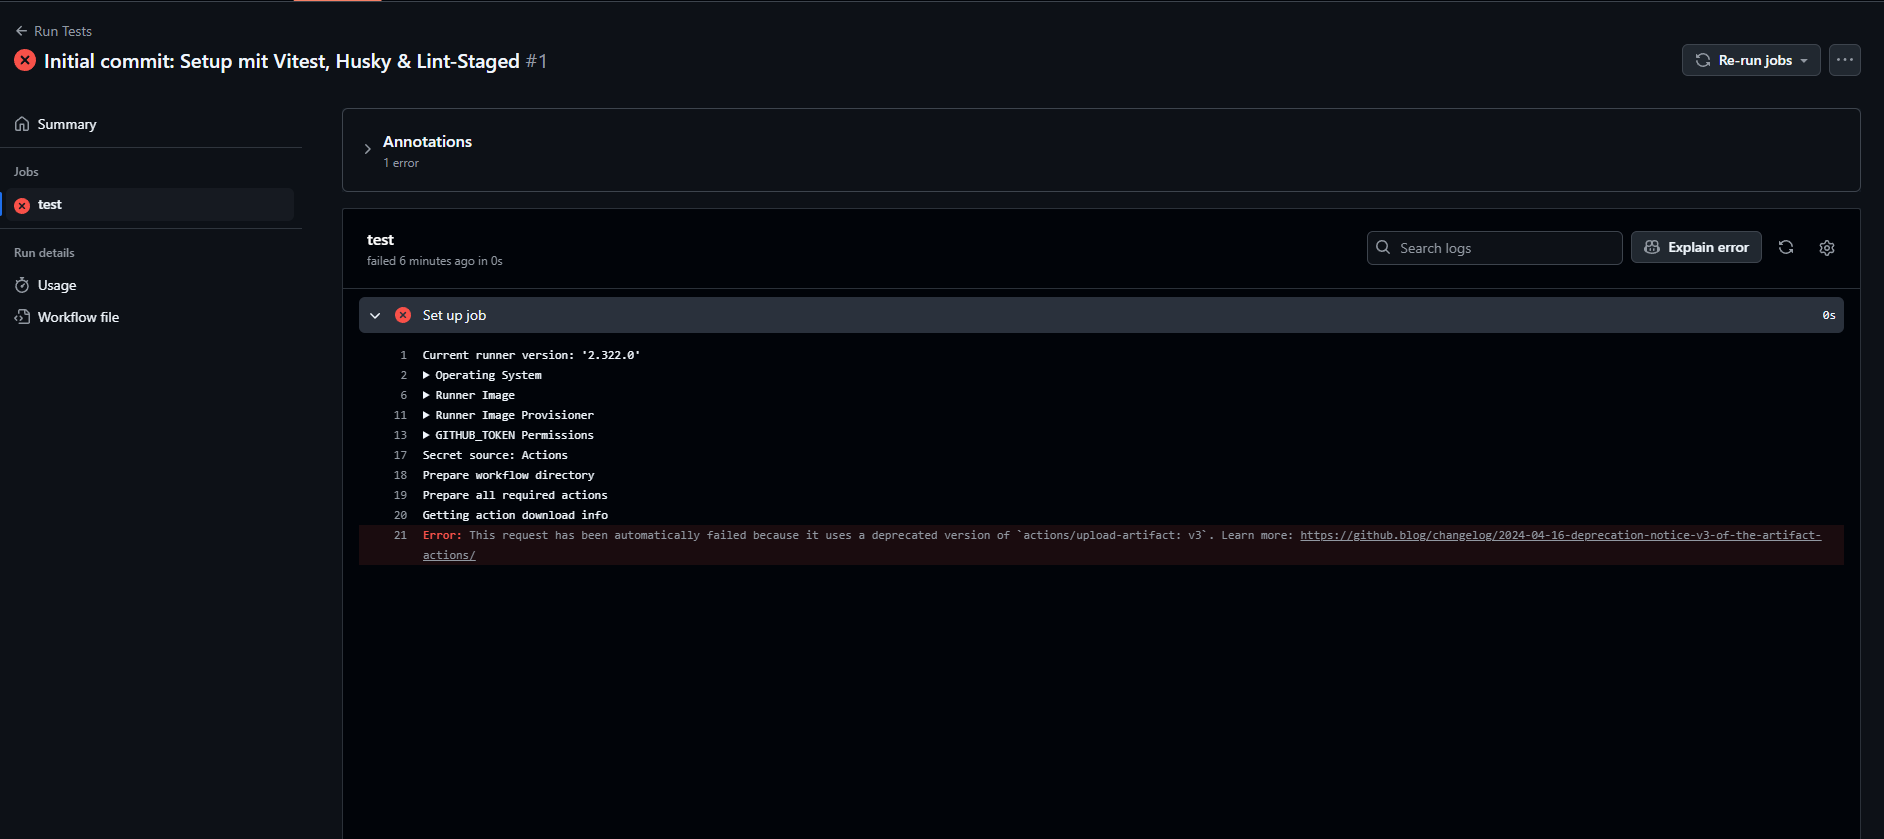 Run Tests
Initial commit: Setup mit Vitest, Husky & Lint-Staged #1
Re-run jobs
Summary
Jobs
test
Run details
Usage
Workflow file
Annotations
1 error
test
failed 6 minutes ago in 0s
Search logs
Explain error
Set up job
0s
1 Current runner version: '2.322.0'
2 Operating System
6 Runner Image
11 Runner Image Provisioner
13 GITHUB_TOKEN Permissions
17 Secret source: Actions
18 Prepare workflow directory
19 Prepare all required actions
20 Getting action download info
21 Error: This request has been automatically failed because it uses a deprecated version of `actions/upload-artifact: v3`. Learn more: https://github.blog/changelog/2024-04-16-deprecation-notice-v3-of-the-artifact-
actions/